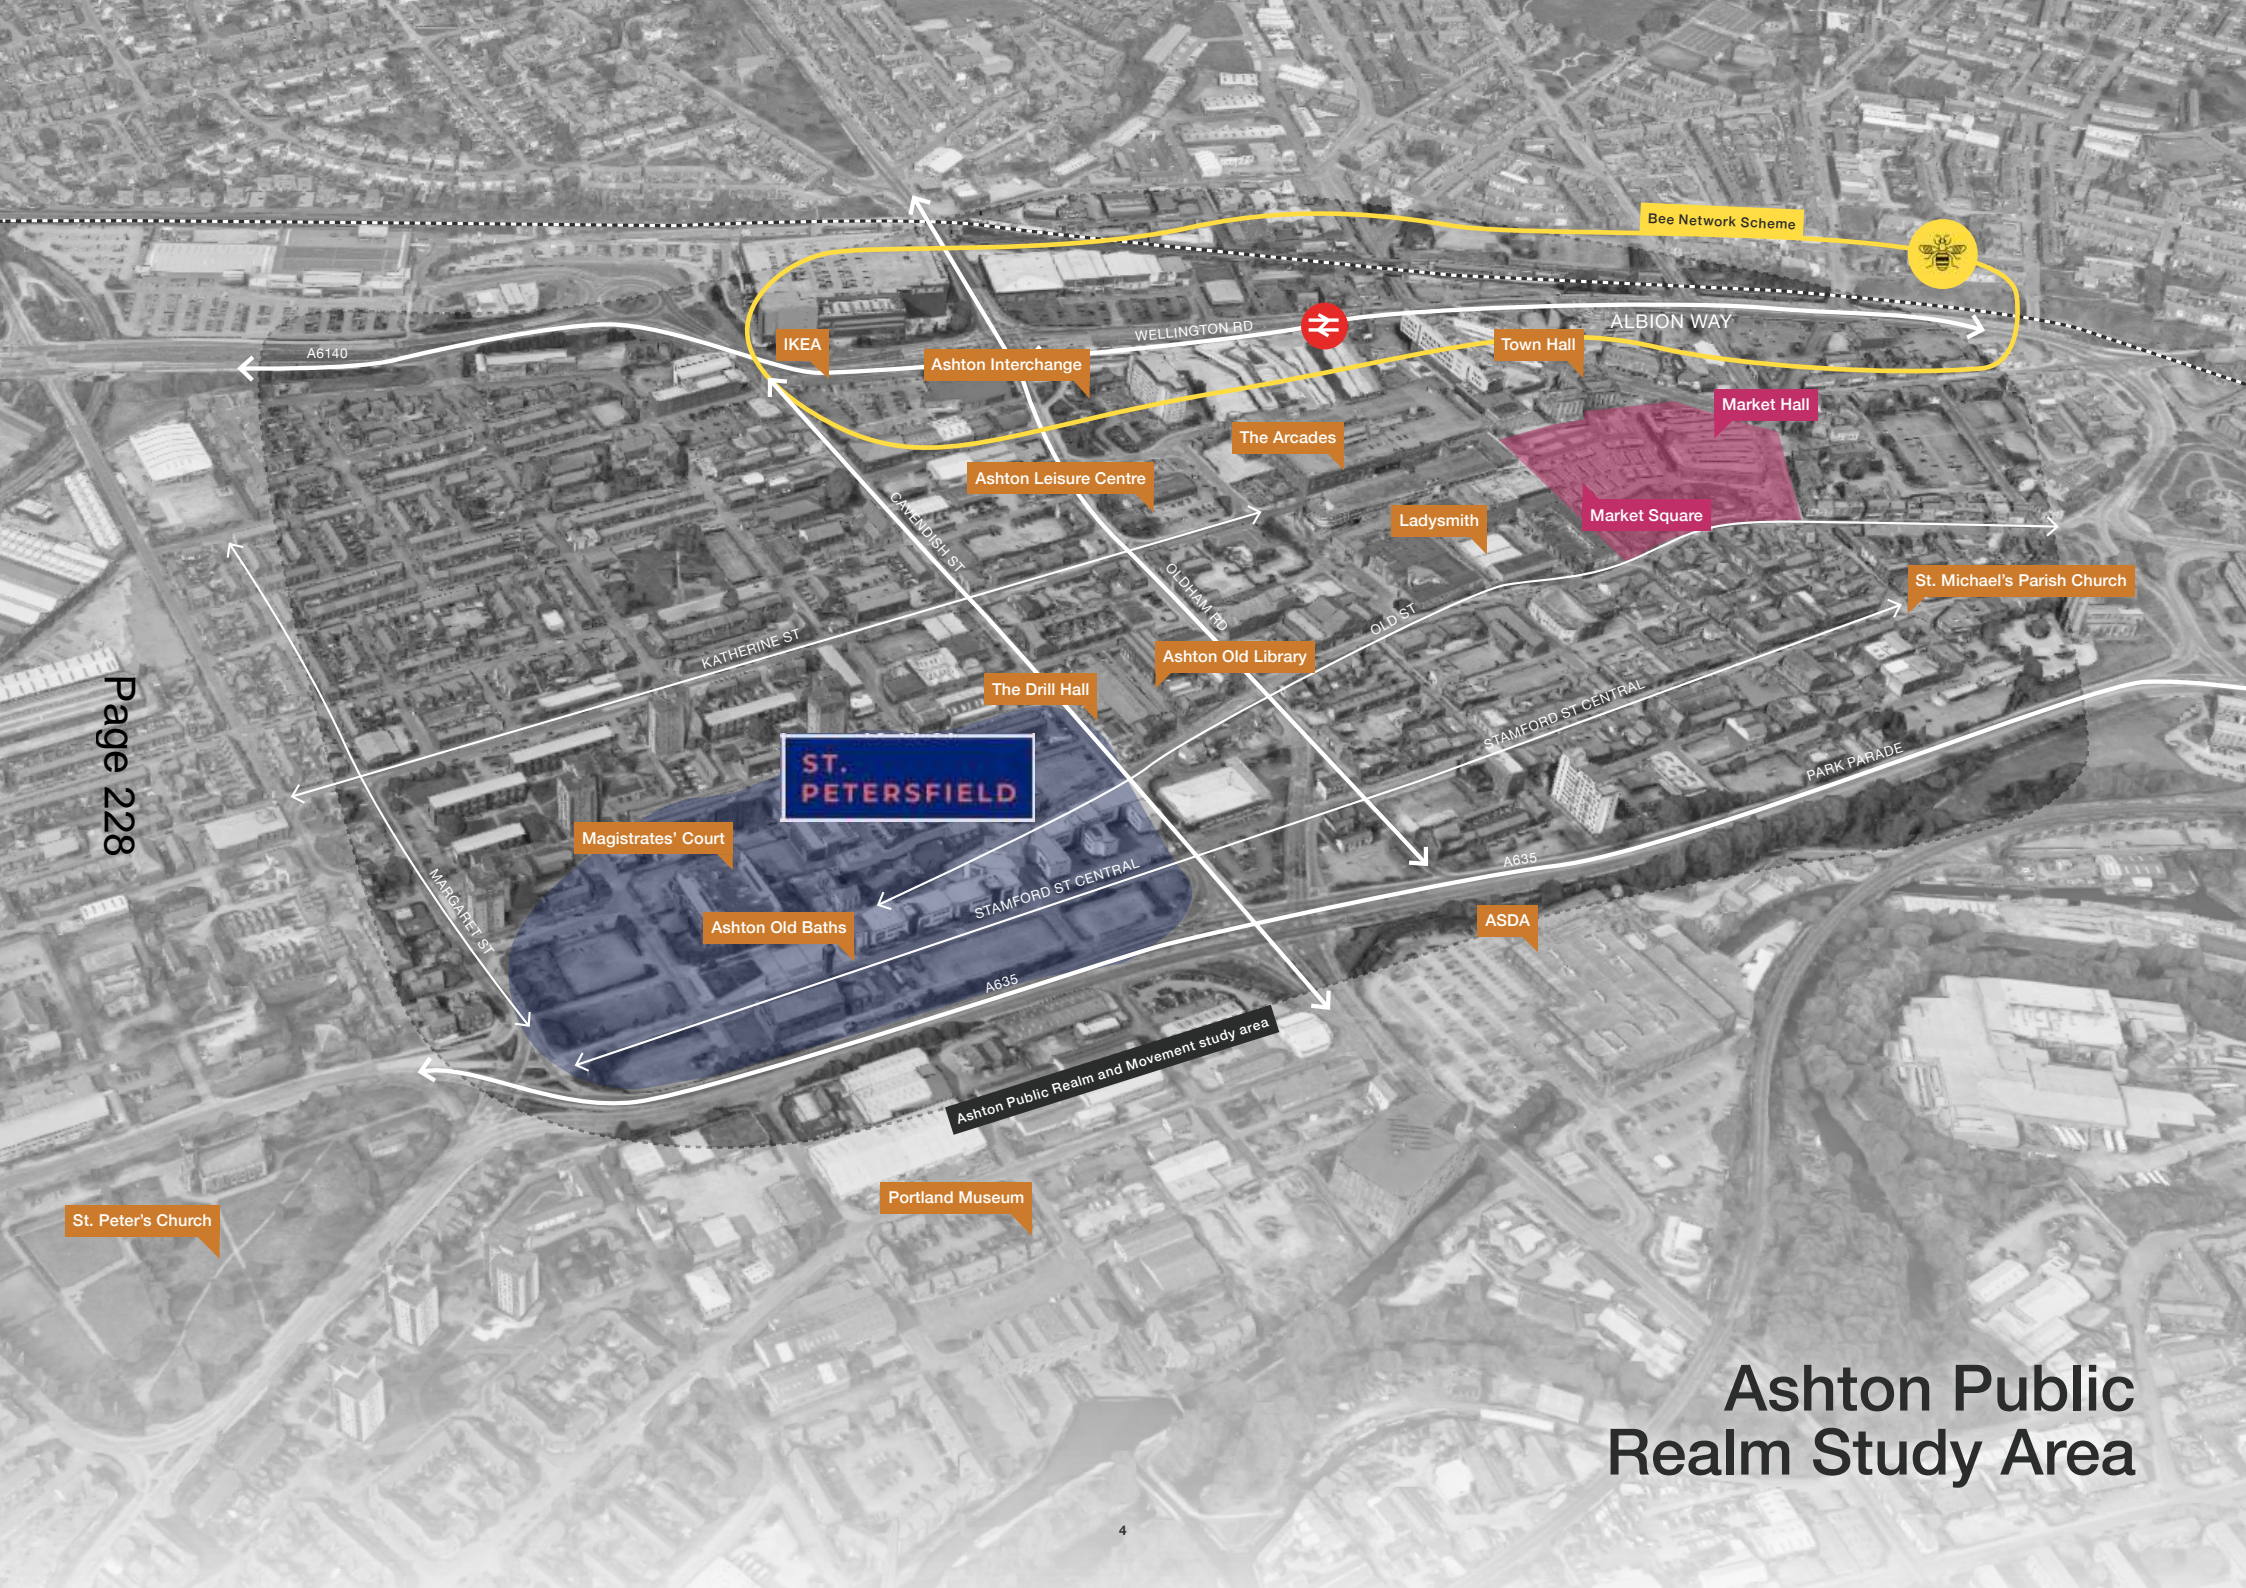 Bee Network Scheme
ALBION WAY
WELLINGTON RD
IKEA
Town Hall
A6140
Ashton Interchange
Market Hall
The Arcades
Ashton Leisure Centre
Market Square
Ladysmith
CAVENDISH ST
OLDHAM RD
St. Michael's Parish Church
OLD ST
KATHERINE ST
Ashton Old Library
The Drill Hall
STAMFORD ST CENTRAL
PARK PARADE
Page 228
ST.
PETERSFIELD
Magistrates' Court
A635
STAMFORD ST CENTRAL
MARGARET ST
Ashton Old Baths
ASDA
A635
Ashton Public Realm and Movement study area
Portland Museum
St. Peter's Church
Ashton Public
Realm Study Area
4